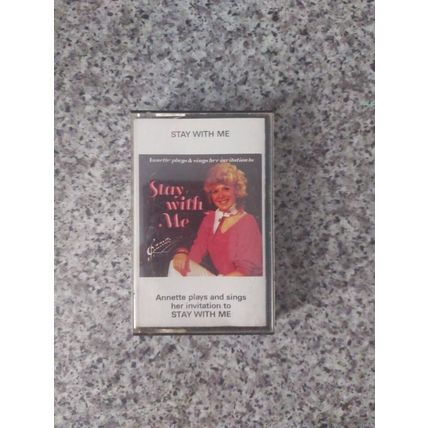 STAY WITH ME
Annette plays & sings her invitation to
Stay
with
Me
Annette plays and sings
her invitation to
STAY WITH ME